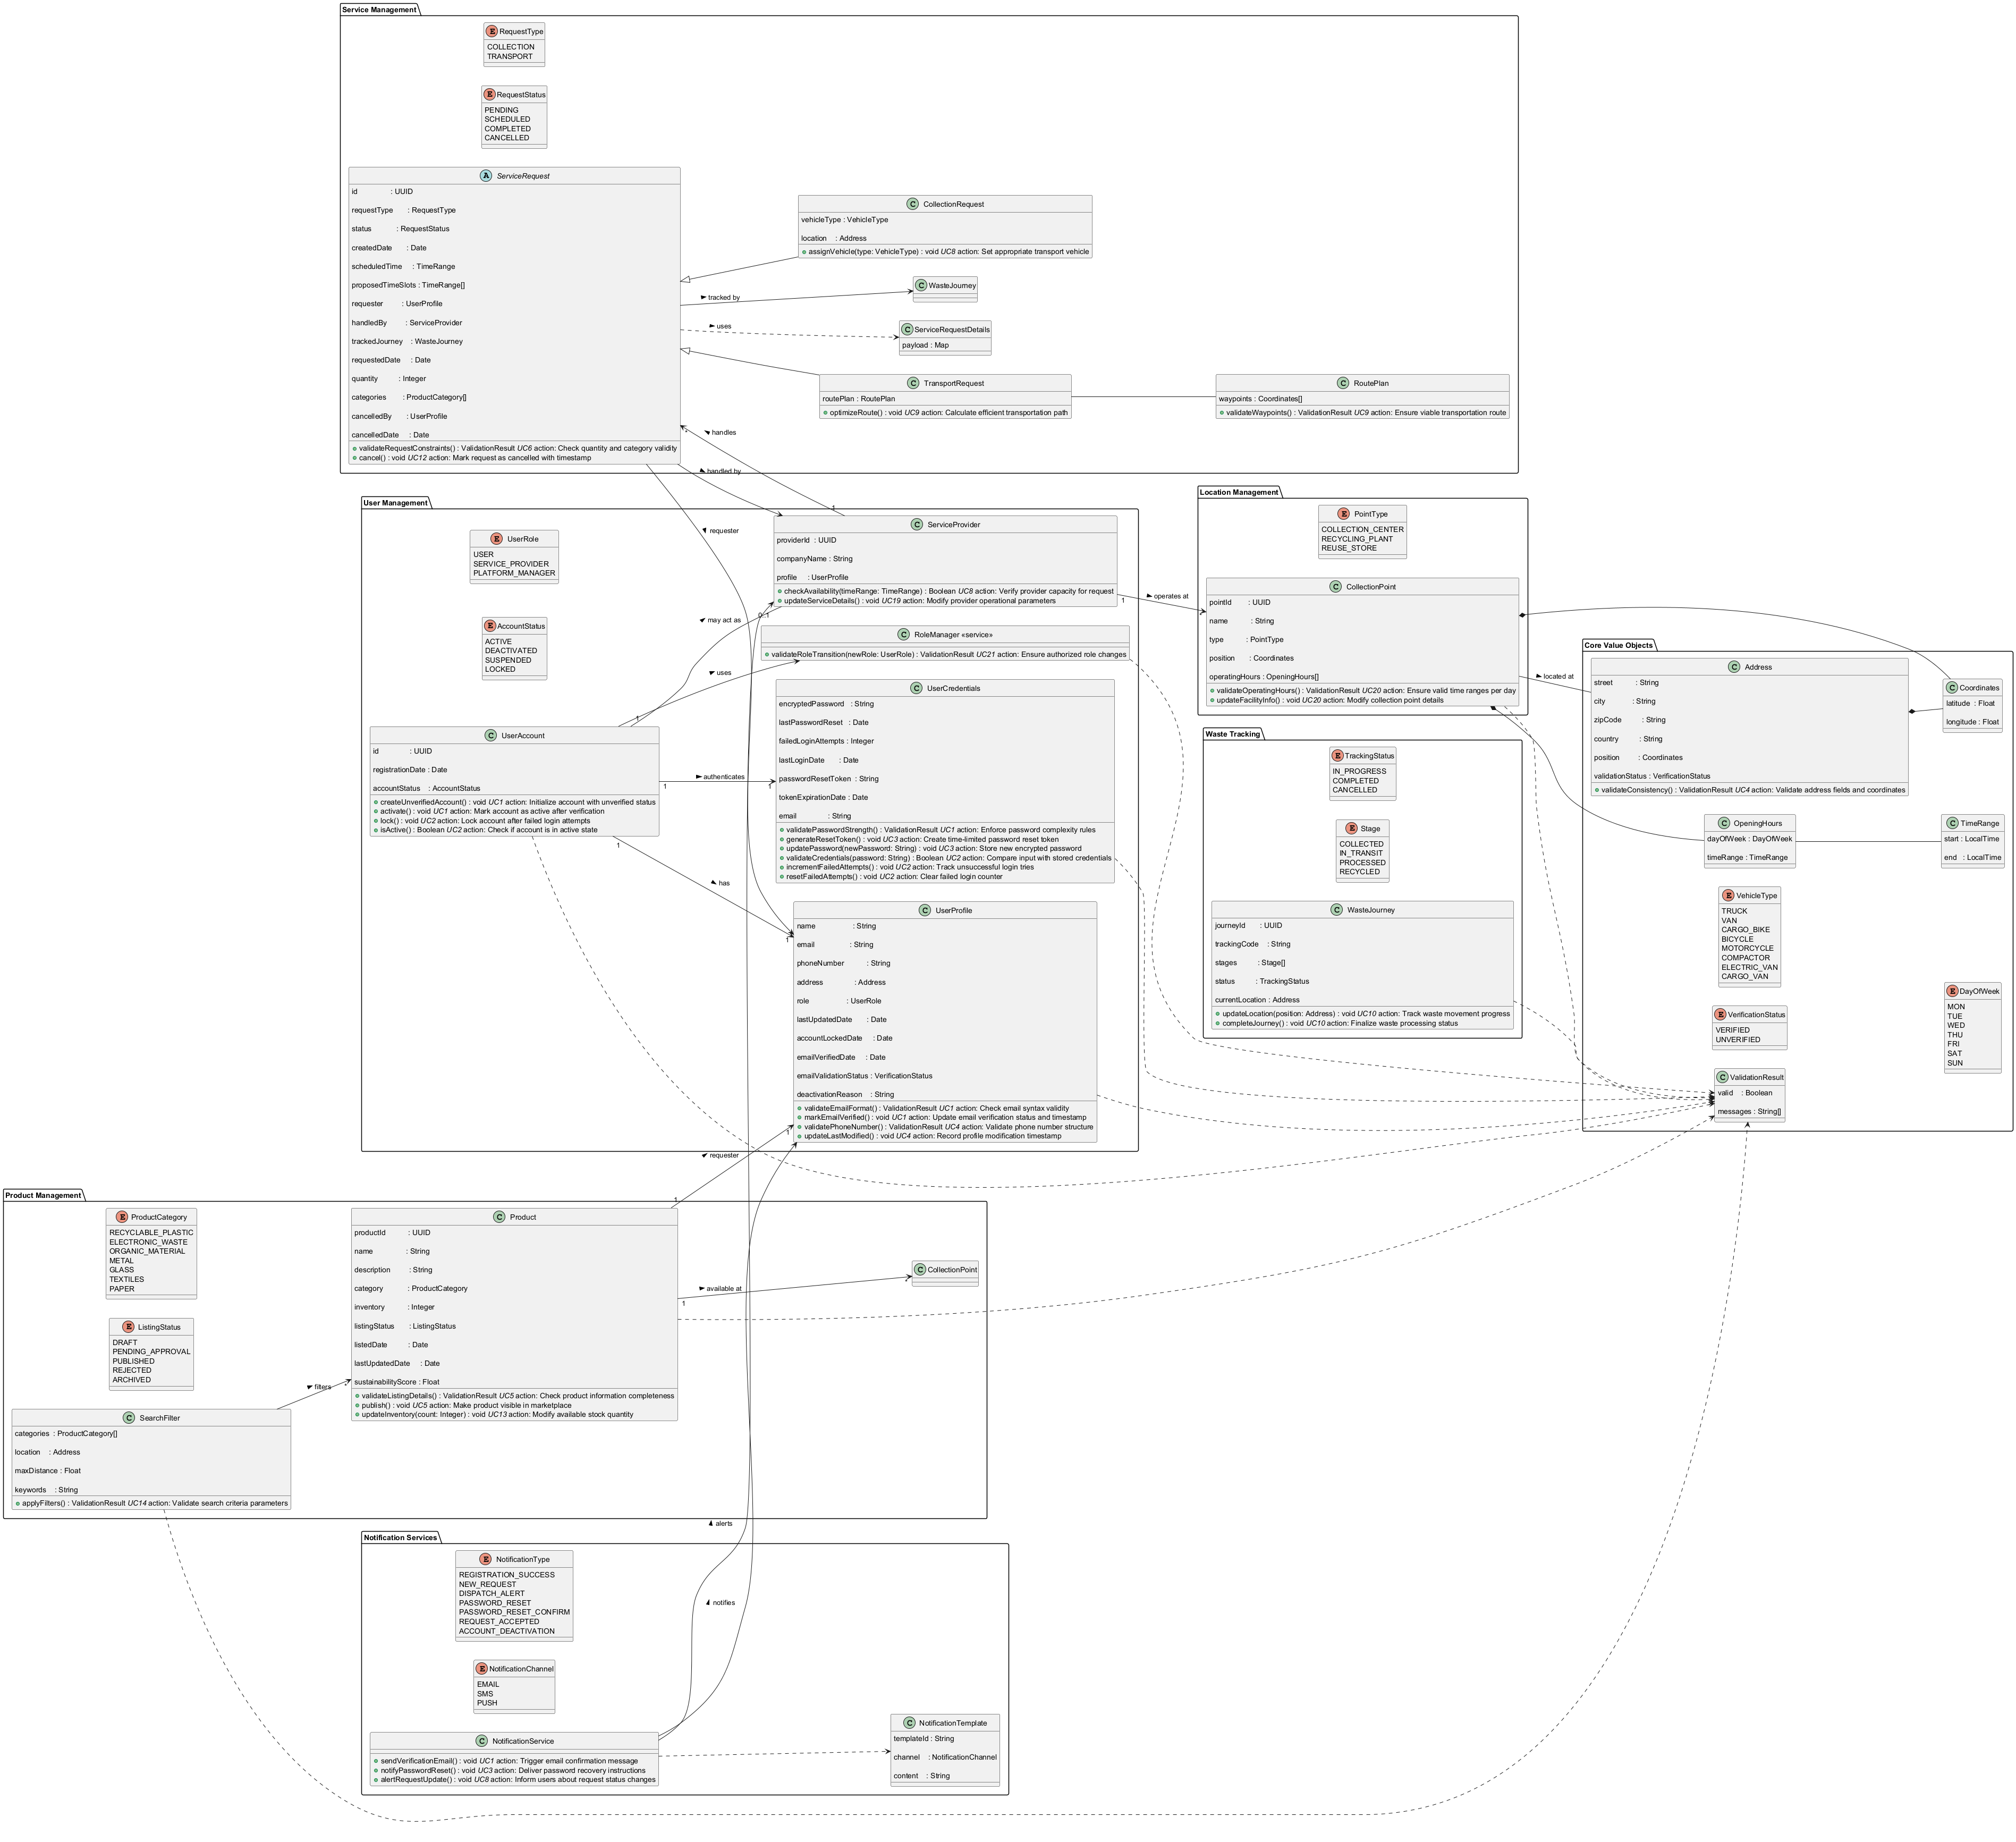 Service Management
RequestType
COLLECTION
TRANSPORT
RequestStatus
PENDING
SCHEDULED
COMPLETED
CANCELLED
ServiceRequest
id : UUID
requestType : RequestType
status : RequestStatus
createdDate : Date
scheduledTime : TimeRange
proposedTimeSlots : TimeRange[]
requester : UserProfile
handledBy : ServiceProvider
trackedJourney : WasteJourney
requestedDate : Date
quantity : Integer
categories : ProductCategory[]
cancelledBy : UserProfile
cancelledDate : Date
validateRequestConstraints() : ValidationResult UC6 action: Check quantity and category validity
cancel() : void UC12 action: Mark request as cancelled with timestamp
CollectionRequest
vehicleType : VehicleType
location : Address
assignVehicle(type: VehicleType) : void UC8 action: Set appropriate transport vehicle
tracked by
WasteJourney
uses
ServiceRequestDetails
payload : Map
TransportRequest
routePlan : RoutePlan
optimizeRoute() : void UC9 action: Calculate efficient transportation path
RoutePlan
waypoints : Coordinates[]
validateWaypoints() : ValidationResult UC9 action: Ensure viable transportation route
*
handles
handled by
1
requester
User Management
UserRole
USER
SERVICE_PROVIDER
PLATFORM_MANAGER
AccountStatus
ACTIVE
DEACTIVATED
SUSPENDED
LOCKED
UserAccount
id : UUID
registrationDate : Date
accountStatus : AccountStatus
createUnverifiedAccount() : void UC1 action: Initialize account with unverified status
activate() : void UC1 action: Mark account as active after verification
lock() : void UC2 action: Lock account after failed login attempts
isActive() : Boolean UC2 action: Check if account is in active state
ServiceProvider
providerId : UUID
companyName : String
profile : UserProfile
checkAvailability(timeRange: TimeRange) : Boolean UC8 action: Verify provider capacity for request
updateServiceDetails() : void UC19 action: Modify provider operational parameters
0..1
may act as
1
uses
RoleManager «service»
validateRoleTransition(newRole: UserRole) : ValidationResult UC21 action: Ensure authorized role changes
1
authenticates
1
UserCredentials
encryptedPassword : String
lastPasswordReset : Date
failedLoginAttempts : Integer
lastLoginDate : Date
passwordResetToken : String
tokenExpirationDate : Date
email : String
validatePasswordStrength() : ValidationResult UC1 action: Enforce password complexity rules
generateResetToken() : void UC3 action: Create time-limited password reset token
updatePassword(newPassword: String) : void UC3 action: Store new encrypted password
validateCredentials(password: String) : Boolean UC2 action: Compare input with stored credentials
incrementFailedAttempts() : void UC2 action: Track unsuccessful login tries
resetFailedAttempts() : void UC2 action: Clear failed login counter
1
has
1
UserProfile
name : String
email : String
phoneNumber : String
address : Address
role : UserRole
lastUpdatedDate : Date
accountLockedDate : Date
emailVerifiedDate : Date
emailValidationStatus : VerificationStatus
deactivationReason : String
validateEmailFormat() : ValidationResult UC1 action: Check email syntax validity
markEmailVerified() : void UC1 action: Update email verification status and timestamp
validatePhoneNumber() : ValidationResult UC4 action: Validate phone number structure
updateLastModified() : void UC4 action: Record profile modification timestamp
1
operates at
*
Location Management
PointType
COLLECTION_CENTER
RECYCLING_PLANT
REUSE_STORE
CollectionPoint
pointId : UUID
name : String
type : PointType
position : Coordinates
operatingHours : OpeningHours[]
validateOperatingHours() : ValidationResult UC20 action: Ensure valid time ranges per day
updateFacilityInfo() : void UC20 action: Modify collection point details
located at
Waste Tracking
TrackingStatus
IN_PROGRESS
COMPLETED
CANCELLED
Stage
COLLECTED
IN_TRANSIT
PROCESSED
RECYCLED
WasteJourney
journeyId : UUID
trackingCode : String
stages : Stage[]
status : TrackingStatus
currentLocation : Address
updateLocation(position: Address) : void UC10 action: Track waste movement progress
completeJourney() : void UC10 action: Finalize waste processing status
Core Value Objects
Address
street : String
city : String
zipCode : String
country : String
position : Coordinates
validationStatus : VerificationStatus
validateConsistency() : ValidationResult UC4 action: Validate address fields and coordinates
Coordinates
latitude : Float
longitude : Float
OpeningHours
dayOfWeek : DayOfWeek
timeRange : TimeRange
TimeRange
start : LocalTime
end : LocalTime
VehicleType
TRUCK
VAN
CARGO_BIKE
BICYCLE
MOTORCYCLE
COMPACTOR
ELECTRIC_VAN
CARGO_VAN
VerificationStatus
VERIFIED
UNVERIFIED
DayOfWeek
MON
TUE
WED
THU
FRI
SAT
SUN
ValidationResult
valid : Boolean
messages : String[]
Product Management
ProductCategory
RECYCLABLE_PLASTIC
ELECTRONIC_WASTE
ORGANIC_MATERIAL
METAL
GLASS
TEXTILES
PAPER
ListingStatus
DRAFT
PENDING_APPROVAL
PUBLISHED
REJECTED
ARCHIVED
SearchFilter
categories : ProductCategory[]
location : Address
maxDistance : Float
keywords : String
applyFilters() : ValidationResult UC14 action: Validate search criteria parameters
filters
*
Product
productId : UUID
name : String
description : String
category : ProductCategory
inventory : Integer
listingStatus : ListingStatus
listedDate : Date
lastUpdatedDate : Date
sustainabilityScore : Float
validateListingDetails() : ValidationResult UC5 action: Check product information completeness
publish() : void UC5 action: Make product visible in marketplace
updateInventory(count: Integer) : void UC13 action: Modify available stock quantity
1
requester
1
1
available at
*
CollectionPoint
Notification Services
alerts
notifies
NotificationType
REGISTRATION_SUCCESS
NEW_REQUEST
DISPATCH_ALERT
PASSWORD_RESET
PASSWORD_RESET_CONFIRM
REQUEST_ACCEPTED
ACCOUNT_DEACTIVATION
NotificationChannel
EMAIL
SMS
PUSH
NotificationService
sendVerificationEmail() : void UC1 action: Trigger email confirmation message
notifyPasswordReset() : void UC3 action: Deliver password recovery instructions
alertRequestUpdate() : void UC8 action: Inform users about request status changes
NotificationTemplate
templateId : String
channel : NotificationChannel
content : String